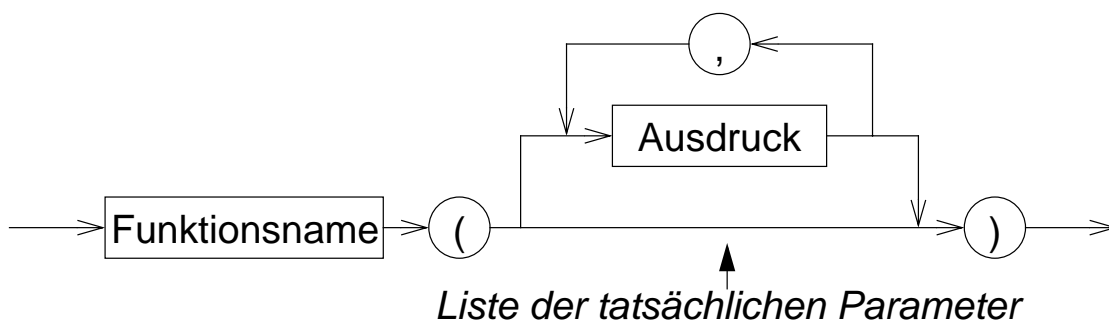 ,
Ausdruck
Funktionsname ( )
Liste der tatsächlichen Parameter